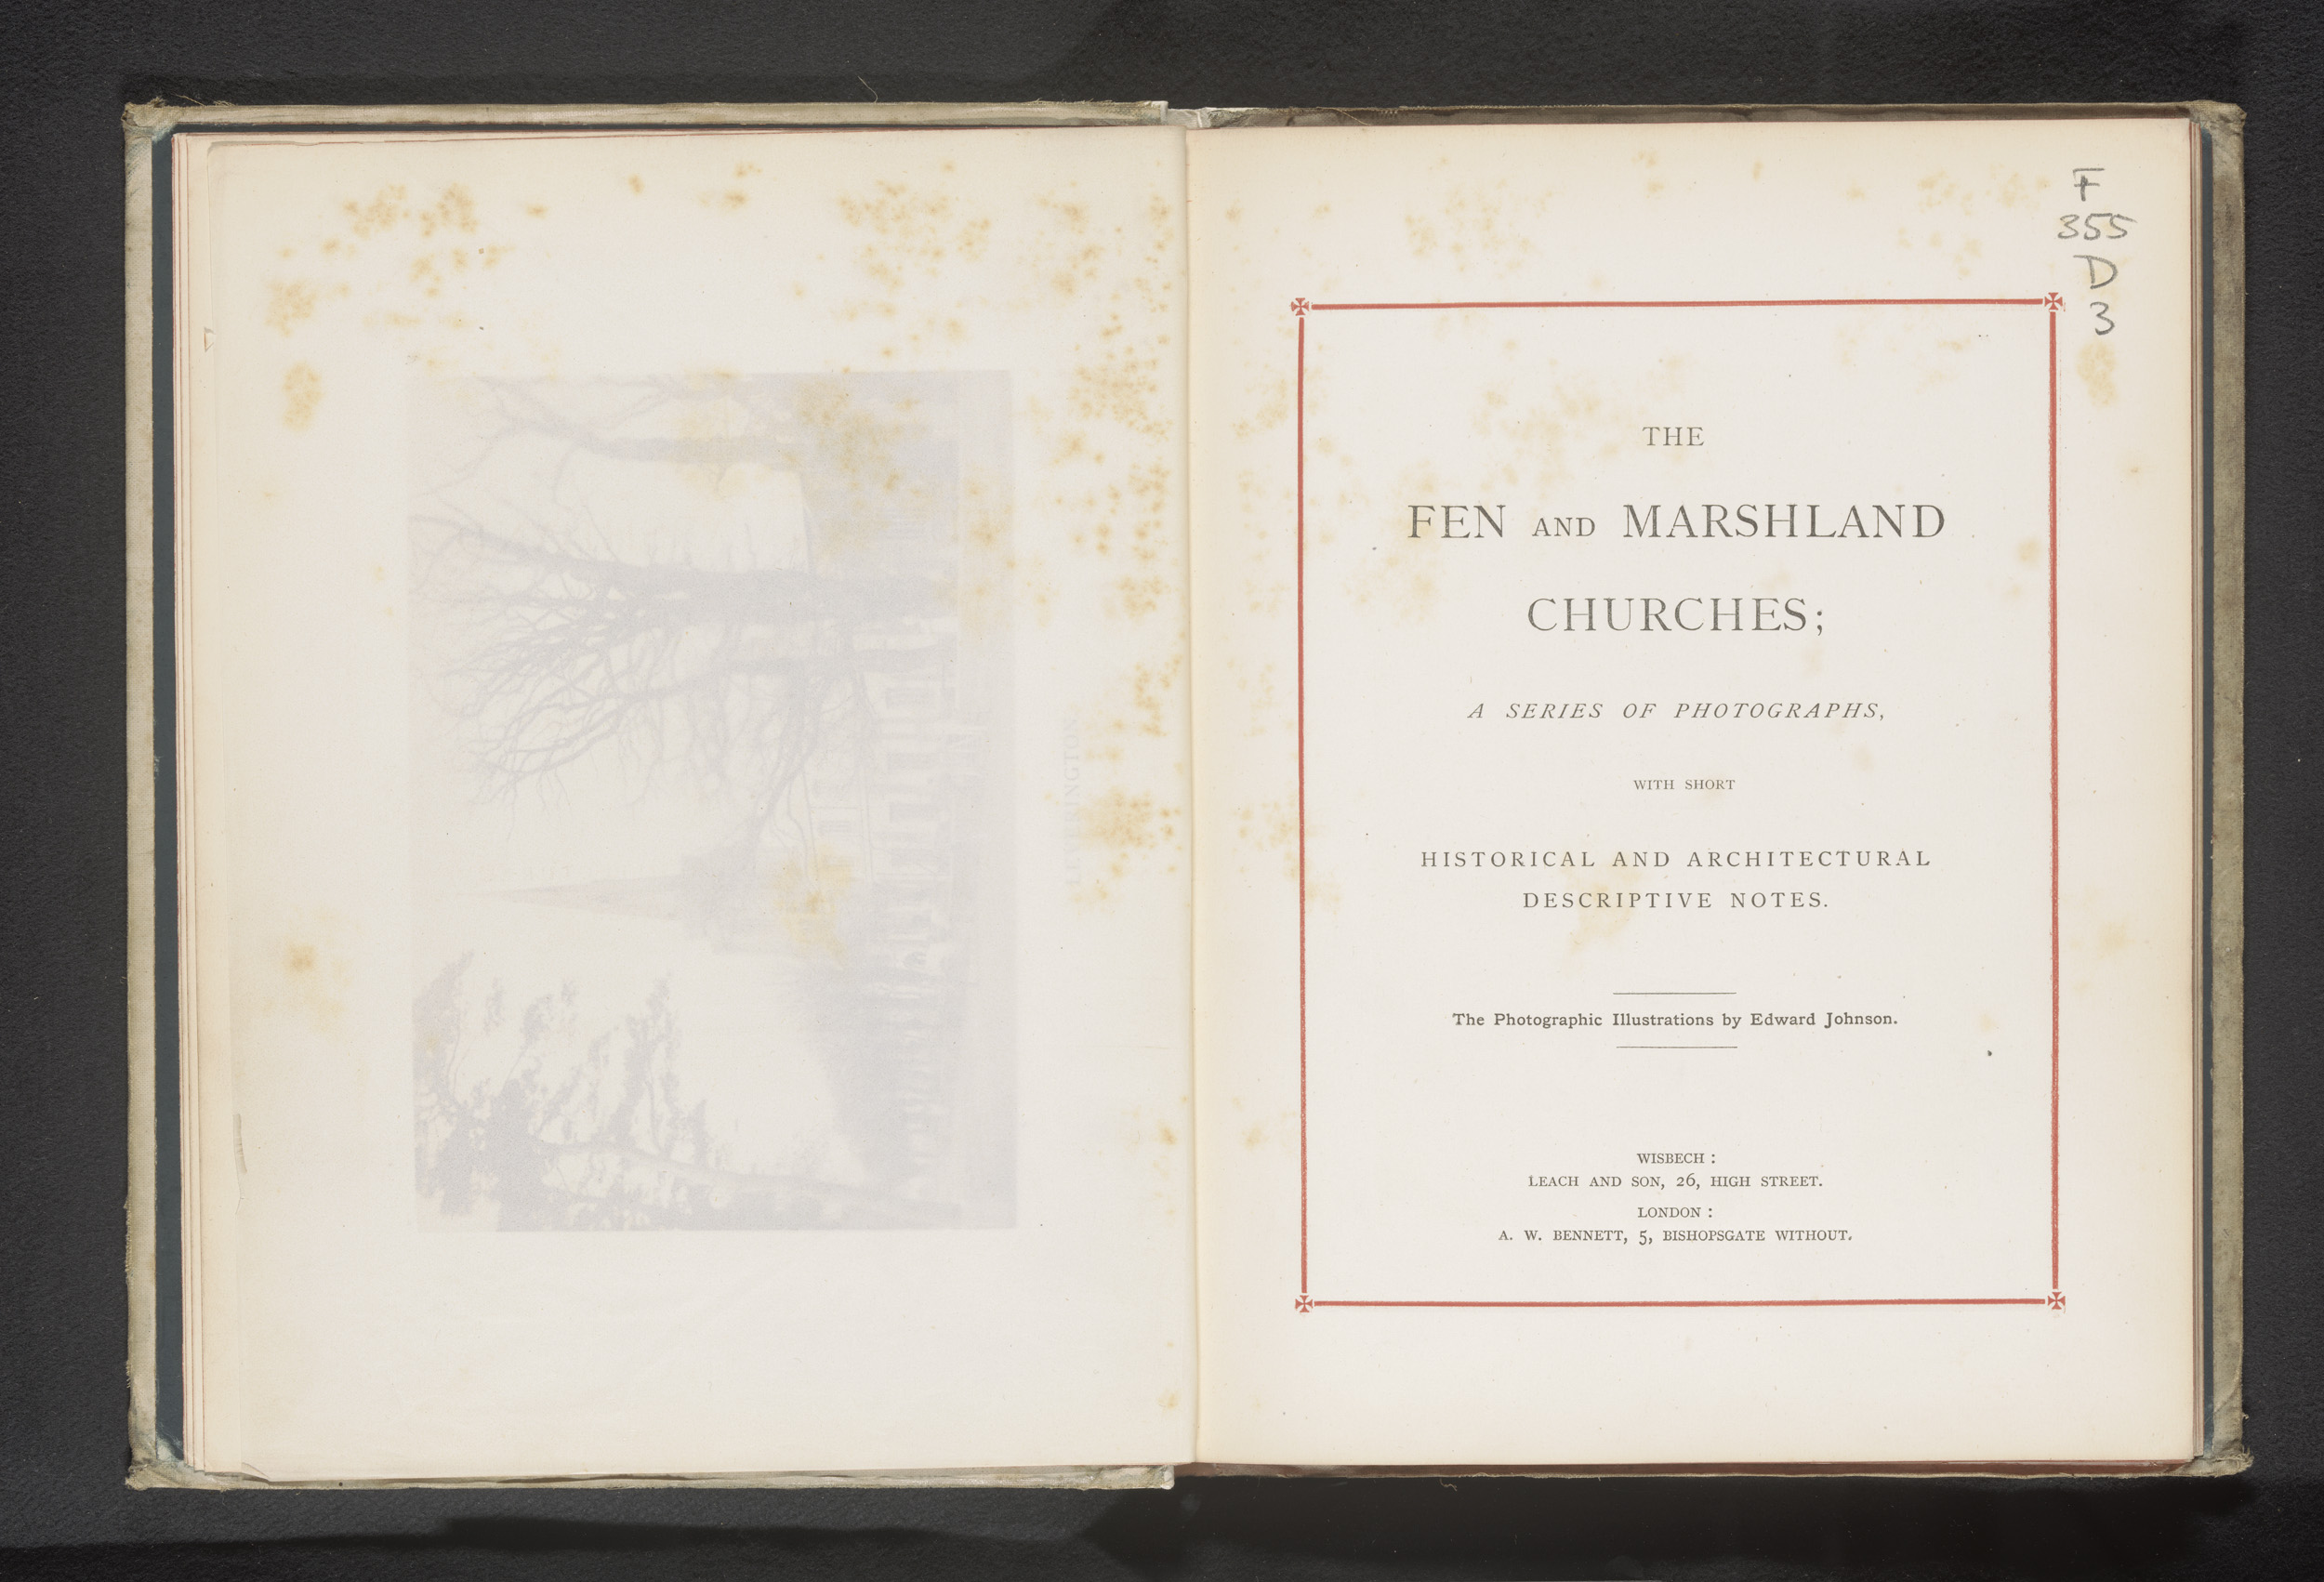 F
355
D
3
THE
FEN AND MARSHLAND
CHURCHES;
A SERIES OF PHOTOGRAPHS,
WITH SHORT
HISTORICAL AND ARCHITECTURAL
DESCRIPTIVE NOTES.
The Photographic Illustrations by Edward Johnson.
WISBECH :
LEACH AND SON, 26, HIGH STREET.
LONDON :
A. W. BENNETT, 5, BISHOPSGATE WITHOUT.